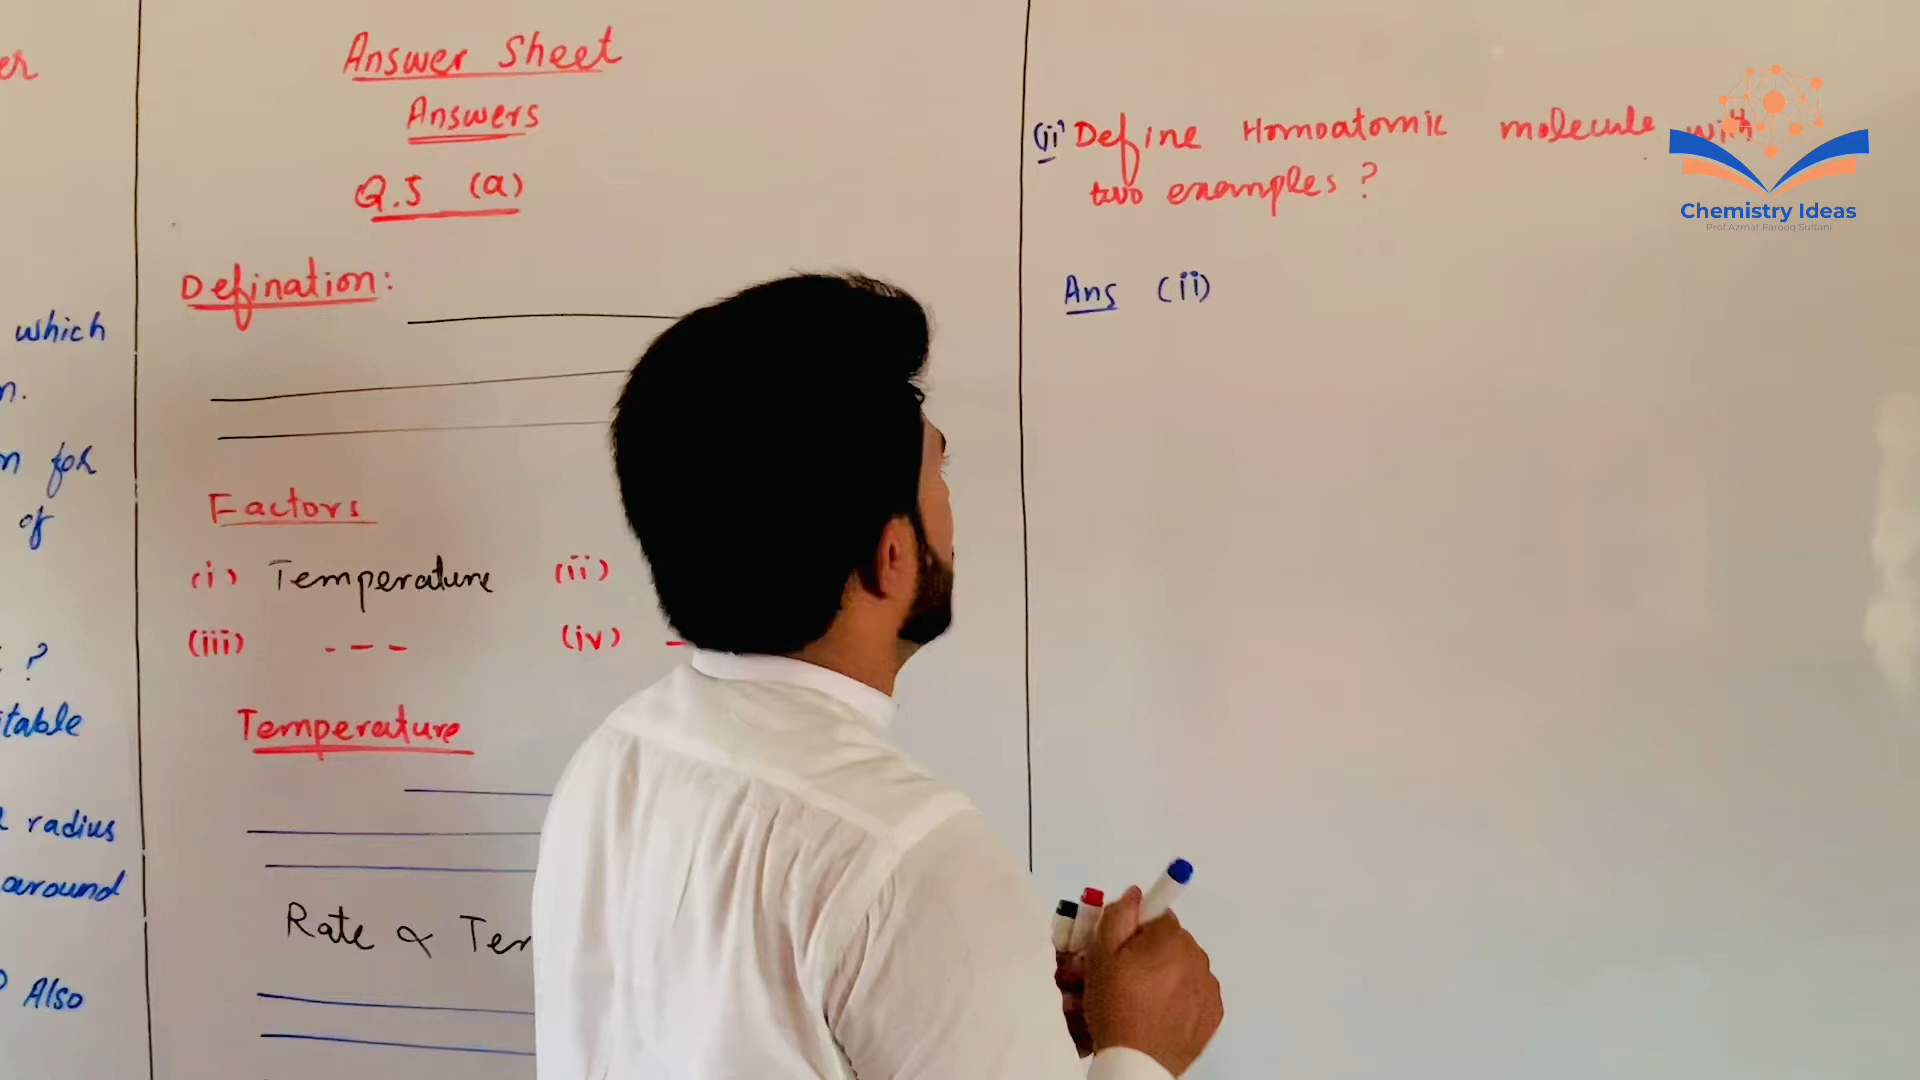 er
which
n.
n for
of
?
table
radius
around
Also
Answer Sheet
Answers
Q.5 (a)
Defination:
Factors
(i) Temperature (ii)
(iii) --- (iv) -
Temperature
Rate ∝ Ter
(ii) Define Homoatomic molecule with
two examples ?
Ans (ii)
Chemistry Ideas
Prof.Azmat Farooq Sultani